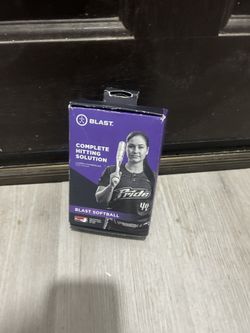 BLAST.
COMPLETE
HITTING
SOLUTION
Pride
BLAST SOFTBALL